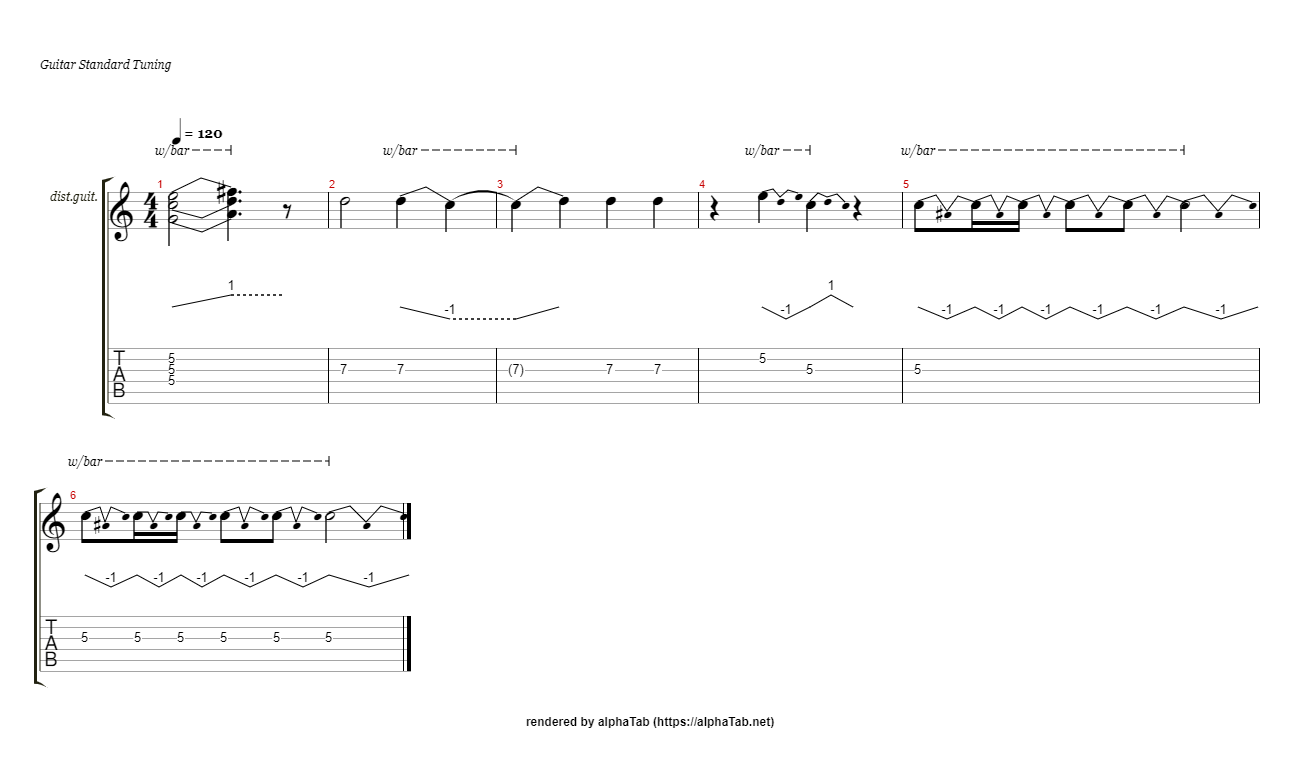 Guitar Standard Tuning
= 120
w/bar w/bar w/bar w/bar
dist.guit.
1 2 3 4 5
4
4
1 -1 -1 1 -1 -1 -1 -1 -1 -1
T
A
B
5 5
5 7 7 (7) 7 7 5 5
5
w/bar
6
-1 -1 -1 -1 -1 -1
T
A
B
5 5 5 5 5 5
rendered by alphaTab (https://alphaTab.net)